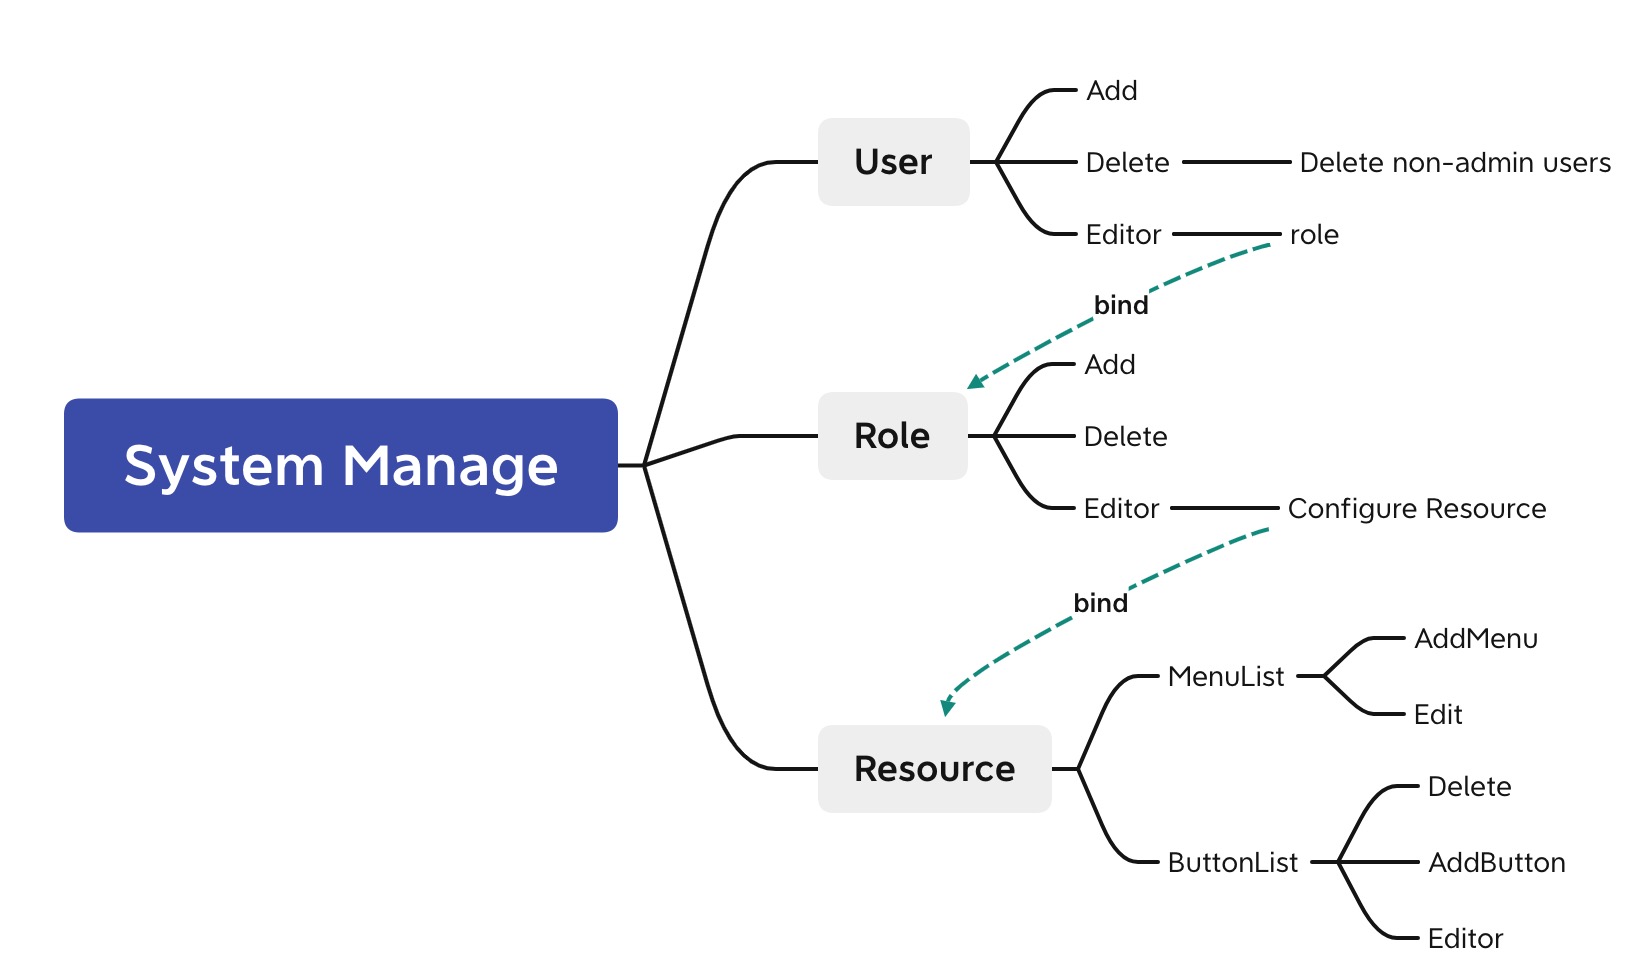 System Manage
User
Add
Delete
Delete non-admin users
Editor
role
bind
Role
Add
Delete
Editor
Configure Resource
bind
Resource
MenuList
AddMenu
Edit
ButtonList
Delete
AddButton
Editor